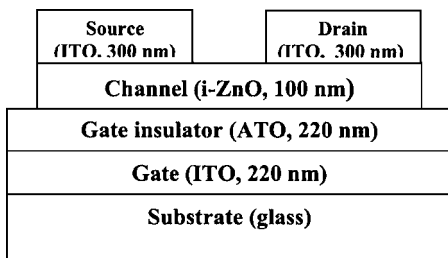 Source
(ITO, 300 nm)
Drain
(ITO, 300 nm)
Channel (i-ZnO, 100 nm)
Gate insulator (ATO, 220 nm)
Gate (ITO, 220 nm)
Substrate (glass)